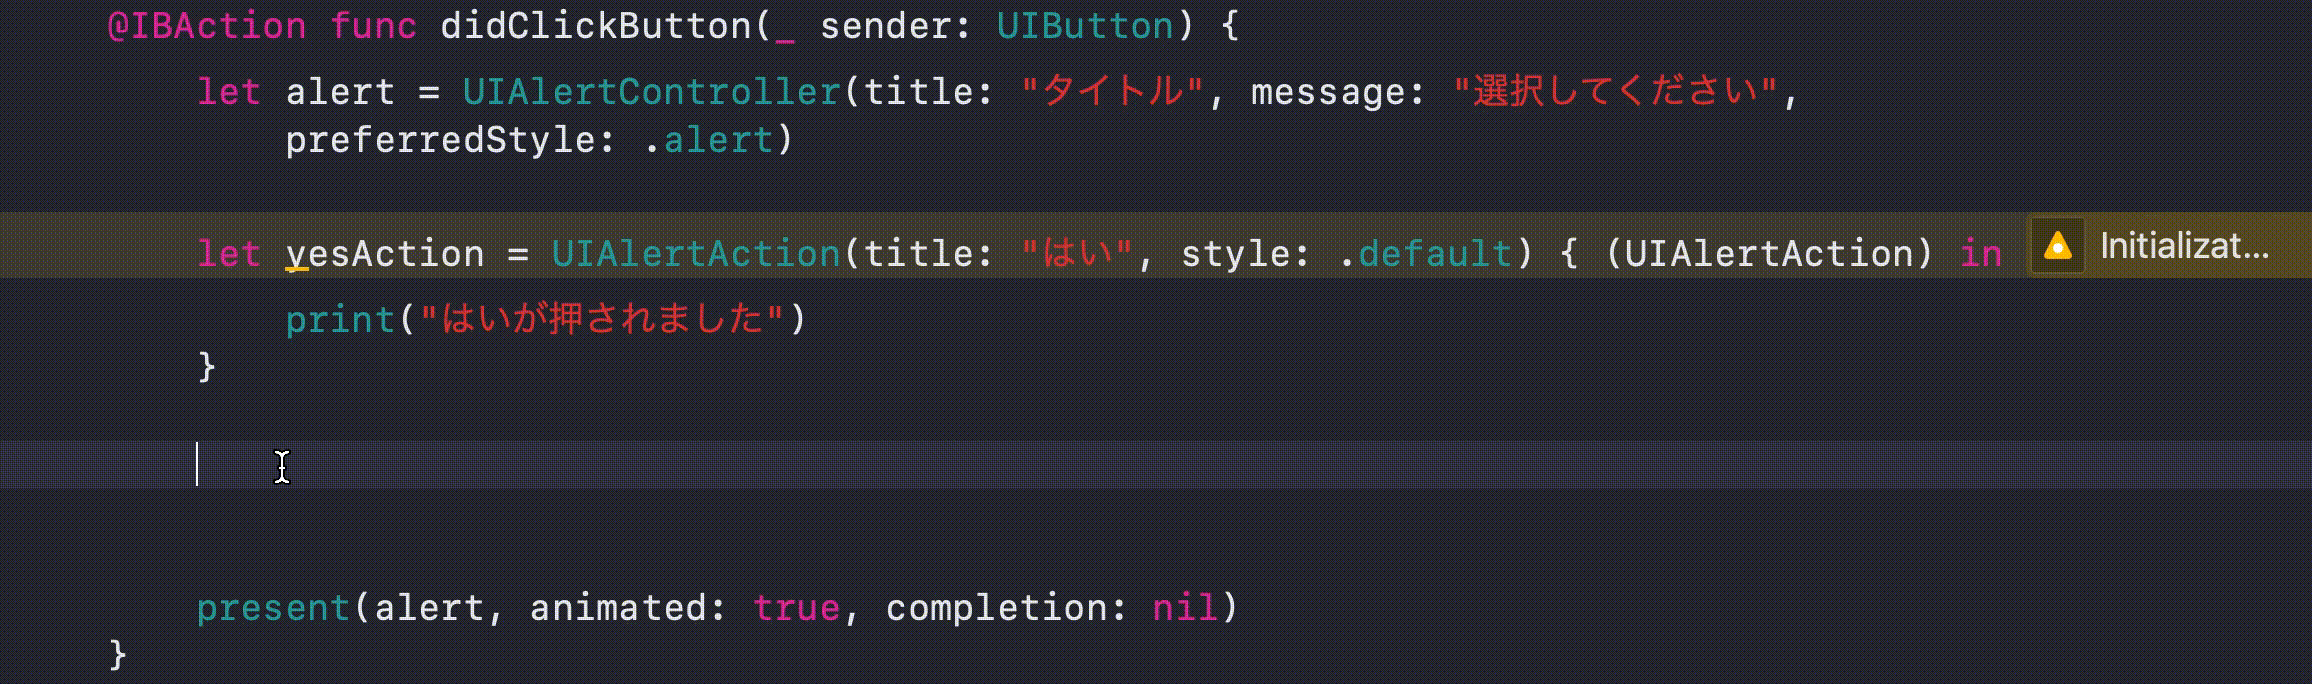 @IBAction func didClickButton(_ sender: UIButton) {
let alert = UIAlertController(title: "タイトル", message: "選択してください",
preferredStyle: .alert)
let yesAction = UIAlertAction(title: "はい", style: .default) { (UIAlertAction) in
Initializat...
print("はいが押されました")
}
present(alert, animated: true, completion: nil)
}